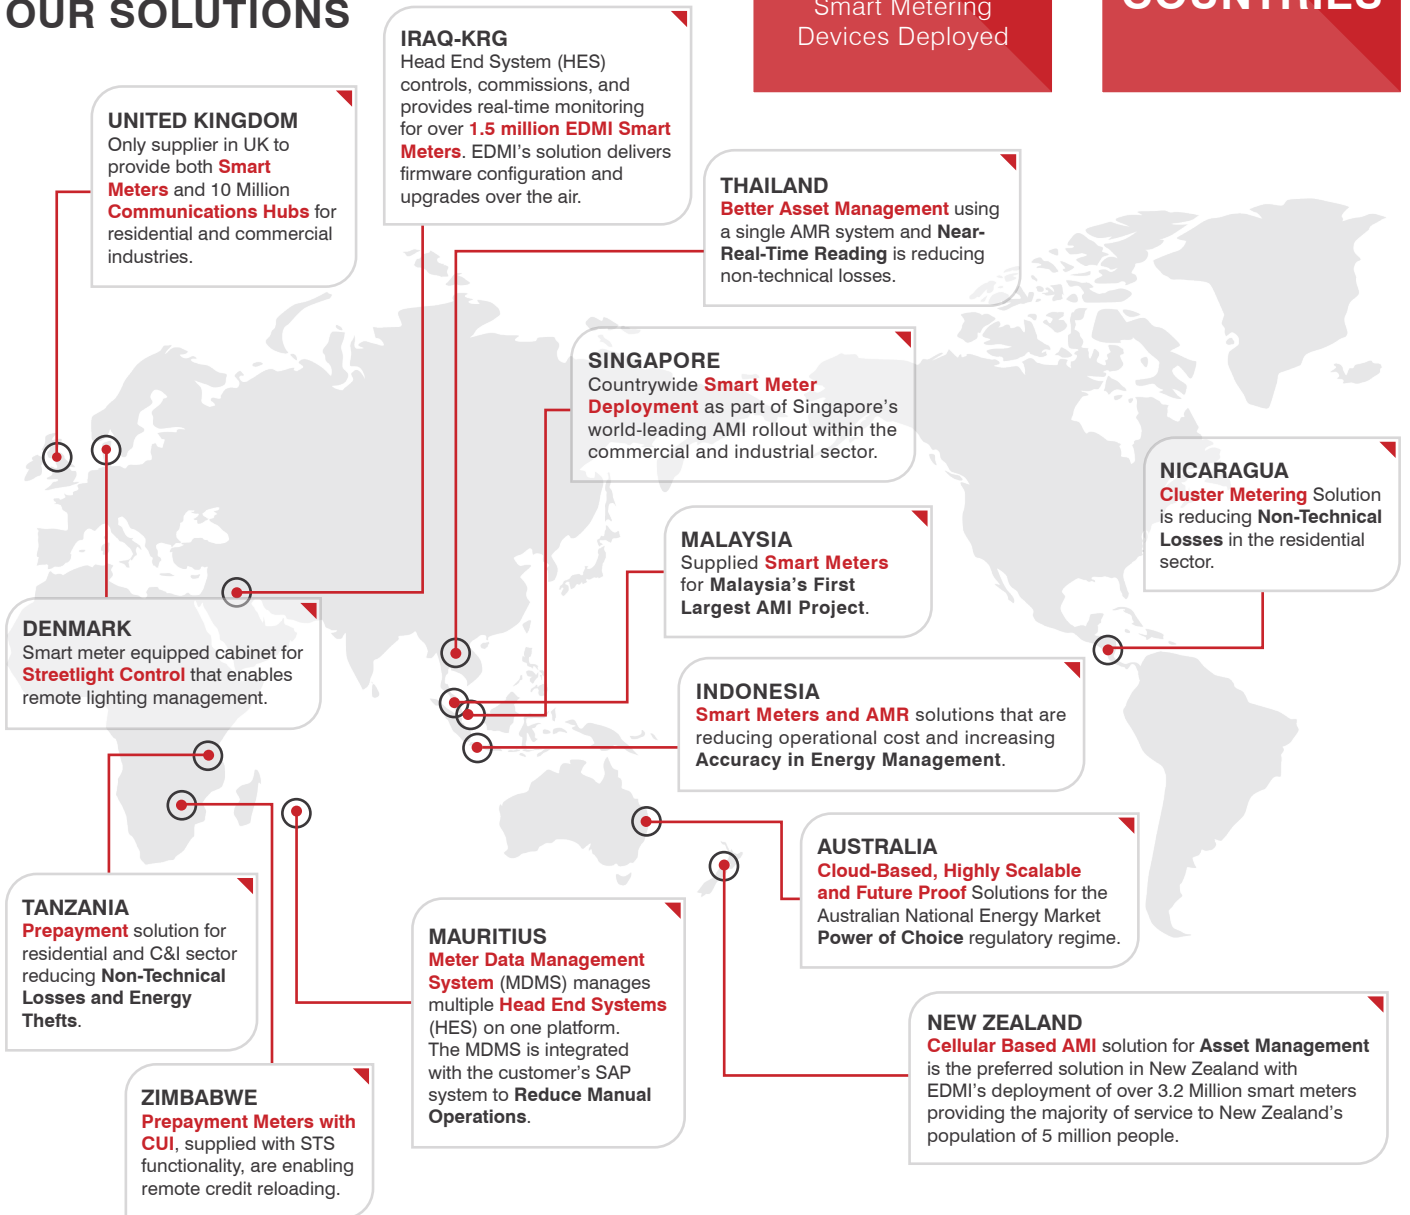 OUR SOLUTIONS
Smart Metering
Devices Deployed
COUNTRIES
IRAQ-KRG
Head End System (HES)
controls, commissions, and
provides real-time monitoring
for over 1.5 million EDMI Smart
Meters. EDMI’s solution delivers
firmware configuration and
upgrades over the air.
UNITED KINGDOM
Only supplier in UK to
provide both Smart
Meters and 10 Million
Communications Hubs for
residential and commercial
industries.
THAILAND
Better Asset Management using
a single AMR system and Near-
Real-Time Reading is reducing
non-technical losses.
SINGAPORE
Countrywide Smart Meter
Deployment as part of Singapore’s
world-leading AMI rollout within the
commercial and industrial sector.
NICARAGUA
Cluster Metering Solution
is reducing Non-Technical
Losses in the residential
sector.
MALAYSIA
Supplied Smart Meters
for Malaysia’s First
Largest AMI Project.
DENMARK
Smart meter equipped cabinet for
Streetlight Control that enables
remote lighting management.
INDONESIA
Smart Meters and AMR solutions that are
reducing operational cost and increasing
Accuracy in Energy Management.
AUSTRALIA
Cloud-Based, Highly Scalable
and Future Proof Solutions for the
Australian National Energy Market
Power of Choice regulatory regime.
TANZANIA
Prepayment solution for
residential and C&I sector
reducing Non-Technical
Losses and Energy
Thefts.
MAURITIUS
Meter Data Management
System (MDMS) manages
multiple Head End Systems
(HES) on one platform.
The MDMS is integrated
with the customer’s SAP
system to Reduce Manual
Operations.
NEW ZEALAND
Cellular Based AMI solution for Asset Management
is the preferred solution in New Zealand with
EDMI’s deployment of over 3.2 Million smart meters
providing the majority of service to New Zealand’s
population of 5 million people.
ZIMBABWE
Prepayment Meters with
CUI, supplied with STS
functionality, are enabling
remote credit reloading.